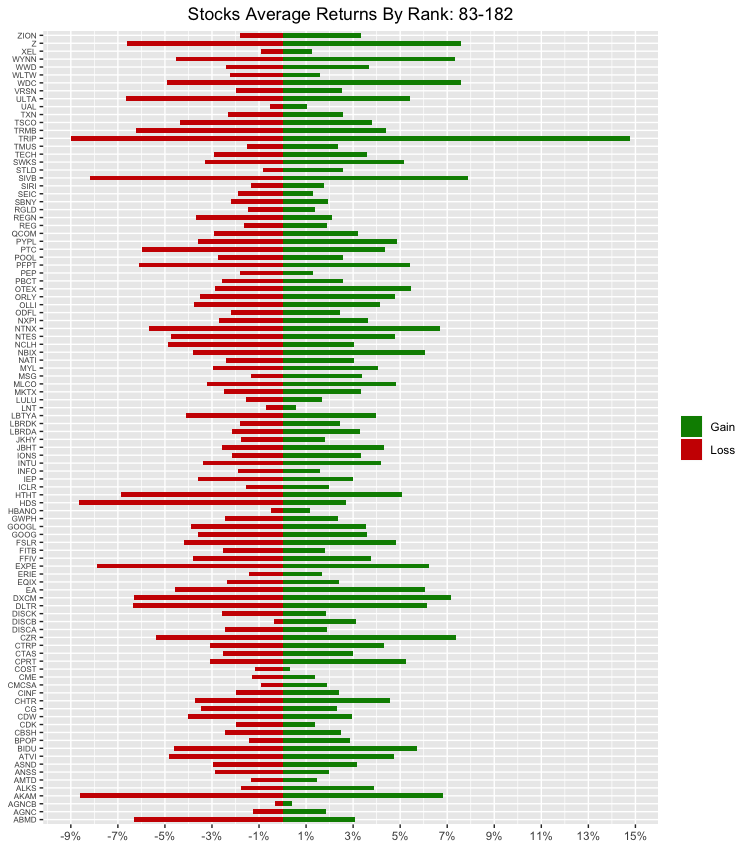 Stocks Average Returns By Rank: 83-182
ZION
Z
XEL
WYNN
WWD
WLTW
WDC
VRSN
ULTA
UAL
TXN
TSCO
TRMB
TRIP
TMUS
TECH
SWKS
STLD
SIVB
SIRI
SEIC
SBNY
RGLD
REGN
REG
QCOM
PYPL
PTC
POOL
PFPT
PEP
PBCT
OTEX
ORLY
OLLI
ODFL
NXPI
NTNX
NTES
NCLH
NBIX
NATI
MYL
MSG
MLCO
MKTX
LULU
LNT
LBTYA
LBRDK
LBRDA
JKHY
JBHT
IONS
INTU
INFO
IEP
ICLR
HTHT
HDS
HBANO
GWPH
GOOGL
GOOG
FSLR
FITB
FFIV
EXPE
ERIE
EQIX
EA
DXCM
DLTR
DISCK
DISCB
DISCA
CZR
CTRP
CTAS
CPRT
COST
CME
CMCSA
CINF
CHTR
CG
CDW
CDK
CBSH
BPOP
BIDU
ATVI
ASND
ANSS
AMTD
ALKS
AKAM
AGNCB
AGNC
ABMD
-9% -7% -5% -3% -1% 1% 3% 5% 7% 9% 11% 13% 15%
Gain
Loss